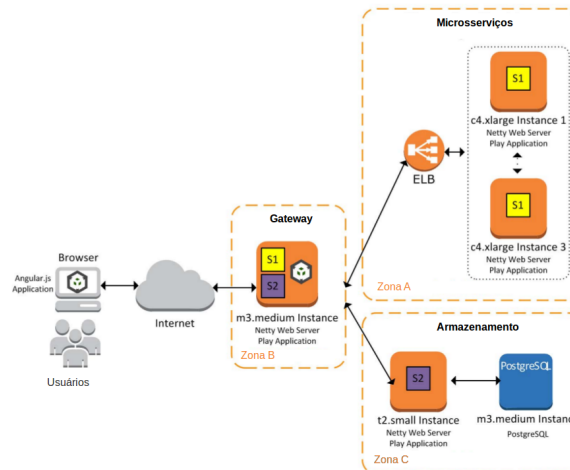 Microsserviços
S1
c4.xlarge Instance 1
Netty Web Server
Play Application
ELB
S1
c4.xlarge Instance 3
Netty Web Server
Play Application
Zona A
Gateway
S1
S2
m3.medium Instance
Netty Web Server
Play Application
Zona B
Browser
Angular.js
Application
Usuários
Internet
Armazenamento
S2
t2.small Instance
Netty Web Server
Play Application
PostgreSQL
m3.medium Instanc
PostgreSQL
Zona C